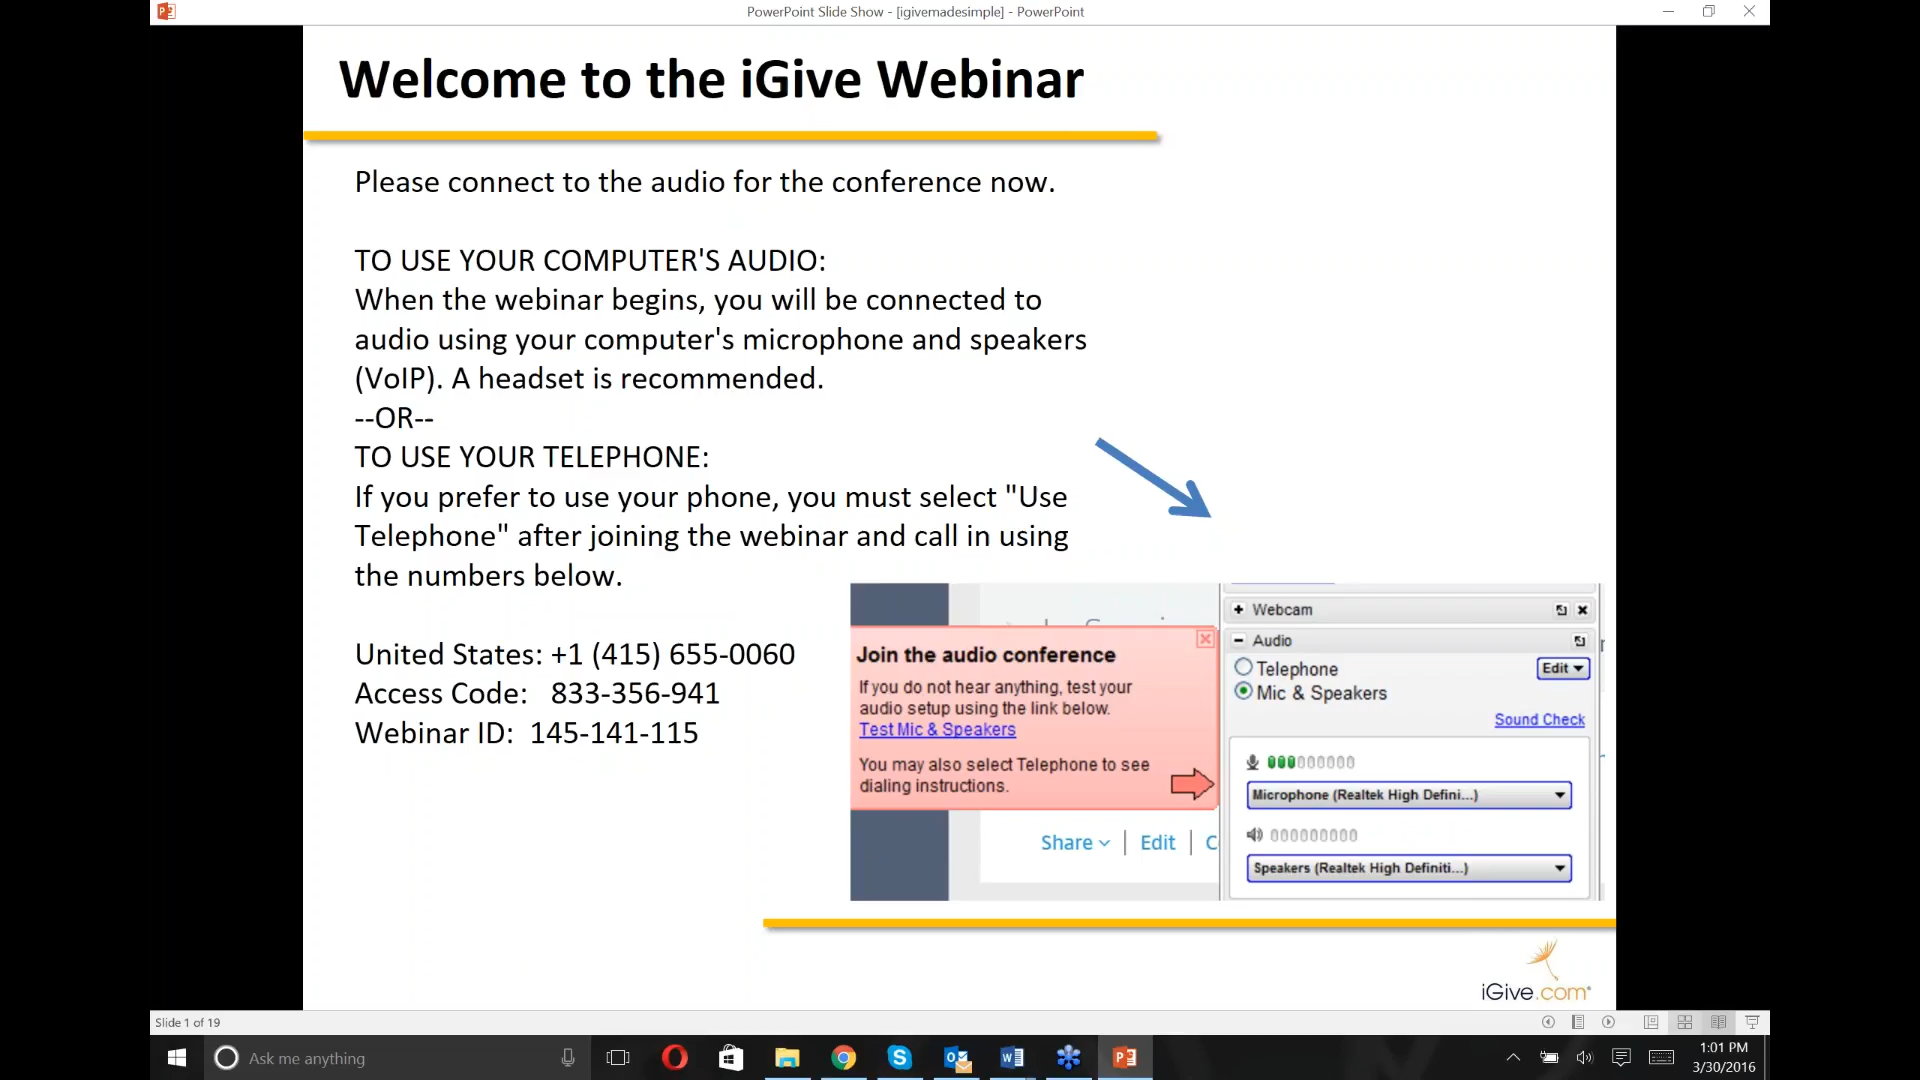 PowerPoint Slide Show - [igivemadesimple] - PowerPoint
Welcome to the iGive Webinar
Please connect to the audio for the conference now.
TO USE YOUR COMPUTER'S AUDIO:
When the webinar begins, you will be connected to
audio using your computer's microphone and speakers
(VoIP). A headset is recommended.
--OR--
TO USE YOUR TELEPHONE:
If you prefer to use your phone, you must select "Use
Telephone" after joining the webinar and call in using
the numbers below.
United States: +1 (415) 655-0060
Access Code: 833-356-941
Webinar ID: 145-141-115
Join the audio conference
If you do not hear anything, test your
audio setup using the link below.
Test Mic & Speakers
You may also select Telephone to see
dialing instructions.
Share
Edit
Webcam
Audio
Telephone
Edit
Mic & Speakers
Sound Check
Microphone (Realtek High Defini...)
Speakers (Realtek High Definiti...)
iGive.com
Slide 1 of 19
Ask me anything
1:01 PM
3/30/2016